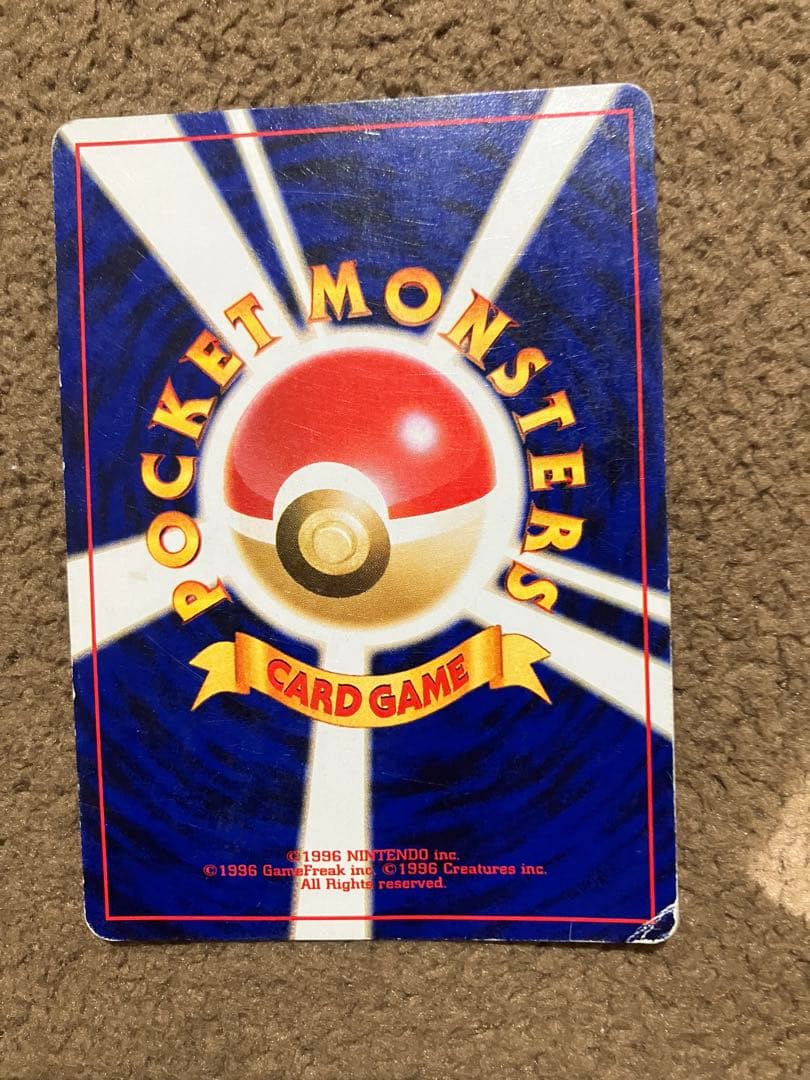 POCKET MONSTERS
CARD GAME
©1996 NINTENDO inc.
©1996 GameFreak inc. ©1996 Creatures inc.
All Rights reserved.